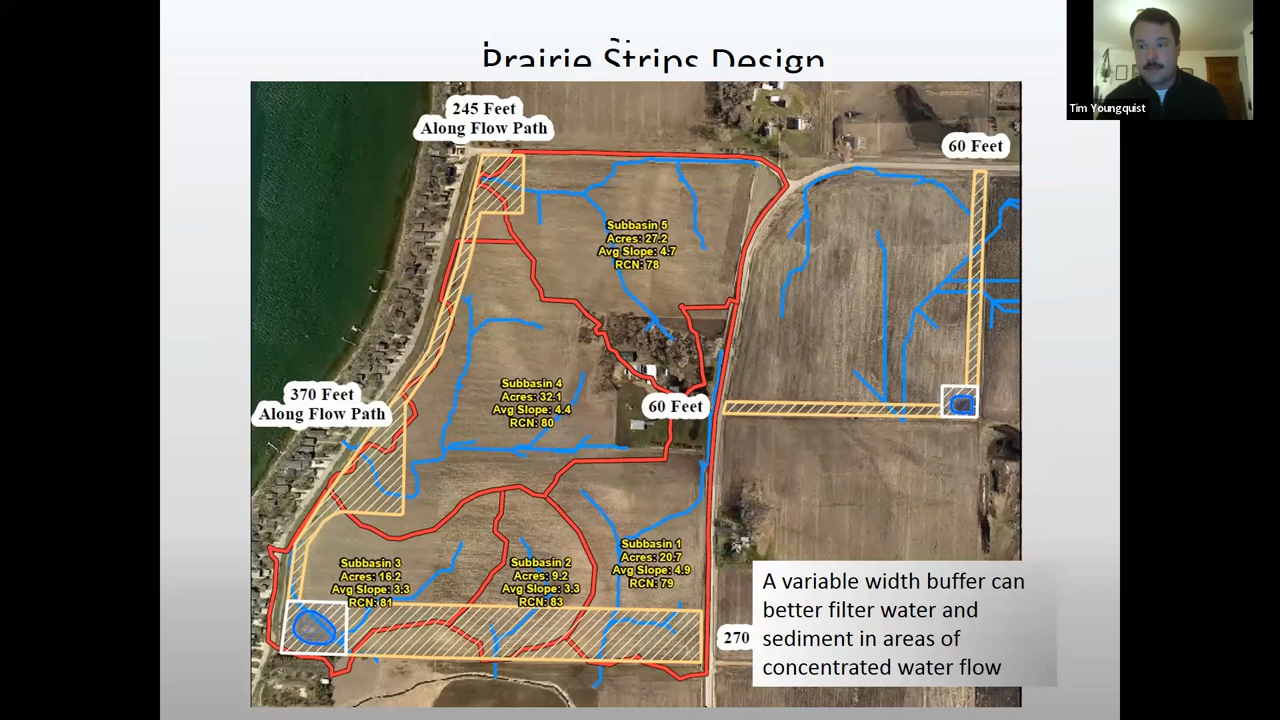 Prairie Strips Design
Tim Youngquist
245 Feet
Along Flow Path
60 Feet
Subbasin 5
Acres: 27.2
Avg Slope: 4.7
RCN: 78
370 Feet
Along Flow Path
Subbasin 4
Acres: 32.1
Avg Slope: 4.4
RCN: 80
60 Feet
Subbasin 3
Acres: 16.2
Avg Slope: 3.3
RCN: 81
Subbasin 2
Acres: 9.2
Avg Slope: 3.3
RCN: 83
Subbasin 1
Acres: 20.7
Avg Slope: 4.9
RCN: 79
270
A variable width buffer can
better filter water and
sediment in areas of
concentrated water flow